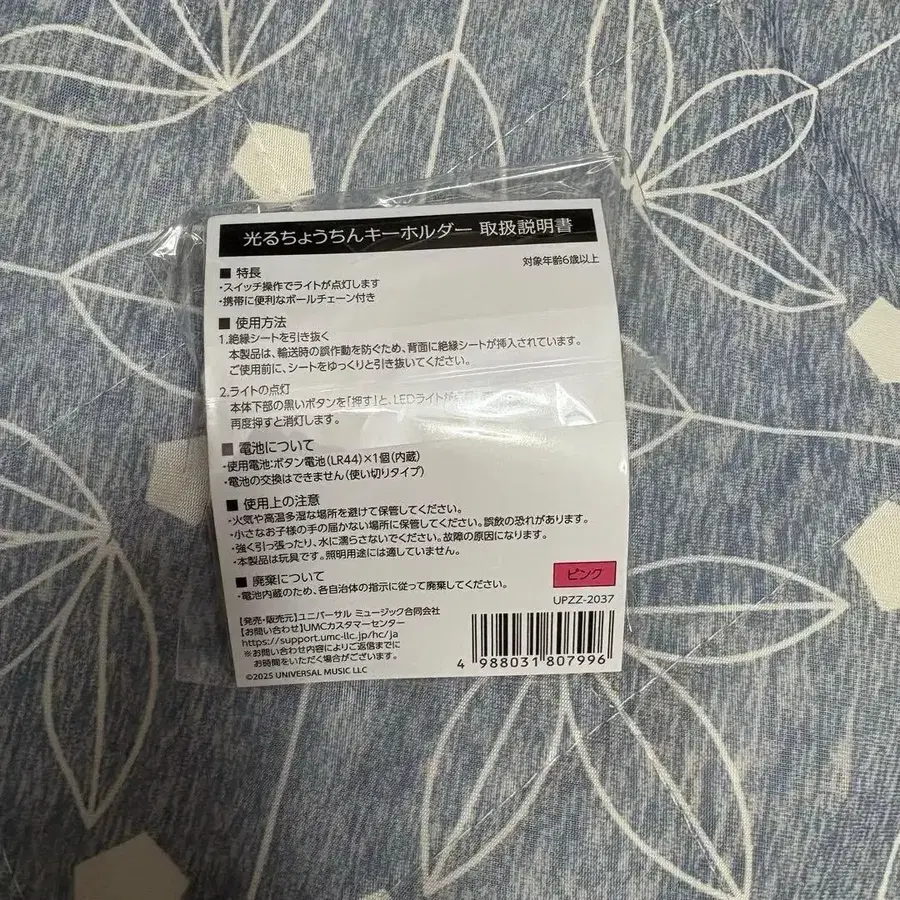 光るちょうちんキーホルダー 取扱説明書
対象年齢6歳以上
■ 特長
・スイッチ操作でライトが点灯します
・携帯に便利なボールチェーン付き
■ 使用方法
1.絶縁シートを引き抜く
本製品は、輸送時の誤作動を防ぐため、背面に絶縁シートが挿入されています。
ご使用前に、シートをゆっくりと引き抜いてください。
2.ライトの点灯
本体下部の黒いボタンを「押す」と、LEDライトが
再度押すと消灯します。
■ 電池について
・使用電池:ボタン電池(LR44)×1個(内蔵)
・電池の交換はできません(使い切りタイプ)
■ 使用上の注意
・火気や高温多湿な場所を避けて保管してください。
・小さなお子様の手の届かない場所に保管してください。誤飲の恐れがあります。
・強く引っ張ったり、水に濡らさないでください。故障の原因になります。
・本製品は玩具です。照明用途には適していません。
■ 廃棄について
・電池内蔵のため、各自治体の指示に従って廃棄してください。
ピンク
UPZZ-2037
【発売・販売元】ユニバーサル ミュージック合同会社
【お問い合わせ】UMCカスタマーセンター
https://support.umc-llc.jp/hc/ja
※お問い合わせ内容によりご返信までに
お時間をいただく場合がございます。
©2025 UNIVERSAL MUSIC LLC
4 988031 807996